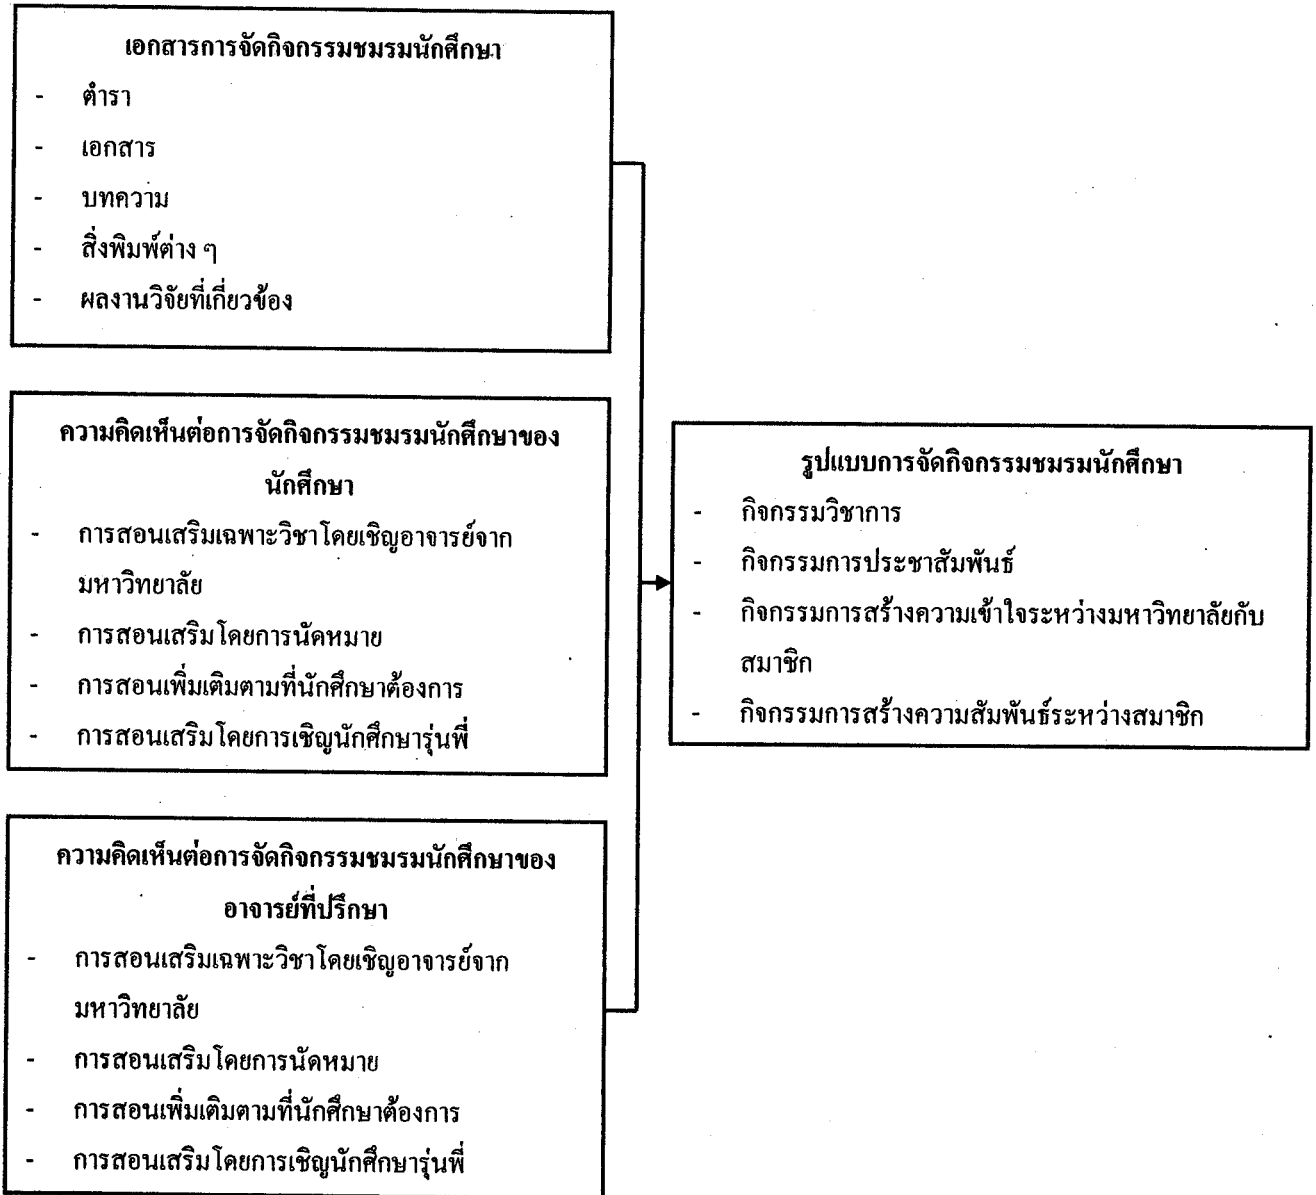 เอกสารการจัดกิจกรรมชมรมนักศึกษา
- ตำรา
- เอกสาร
- บทความ
- สิ่งพิมพ์ต่าง ๆ
- ผลงานวิจัยที่เกี่ยวข้อง
ความคิดเห็นต่อการจัดกิจกรรมชมรมนักศึกษาของ
นักศึกษา
- การสอนเสริมเฉพาะวิชาโดยเชิญอาจารย์จาก
มหาวิทยาลัย
- การสอนเสริมโดยการนัดหมาย
- การสอนเพิ่มเติมตามที่นักศึกษาต้องการ
- การสอนเสริมโดยการเชิญนักศึกษารุ่นพี่
ความคิดเห็นต่อการจัดกิจกรรมชมรมนักศึกษาของ
อาจารย์ที่ปรึกษา
- การสอนเสริมเฉพาะวิชาโดยเชิญอาจารย์จาก
มหาวิทยาลัย
- การสอนเสริมโดยการนัดหมาย
- การสอนเพิ่มเติมตามที่นักศึกษาต้องการ
- การสอนเสริมโดยการเชิญนักศึกษารุ่นพี่
รูปแบบการจัดกิจกรรมชมรมนักศึกษา
- กิจกรรมวิชาการ
- กิจกรรมการประชาสัมพันธ์
- กิจกรรมการสร้างความเข้าใจระหว่างมหาวิทยาลัยกับ
สมาชิก
- กิจกรรมการสร้างความสัมพันธ์ระหว่างสมาชิก